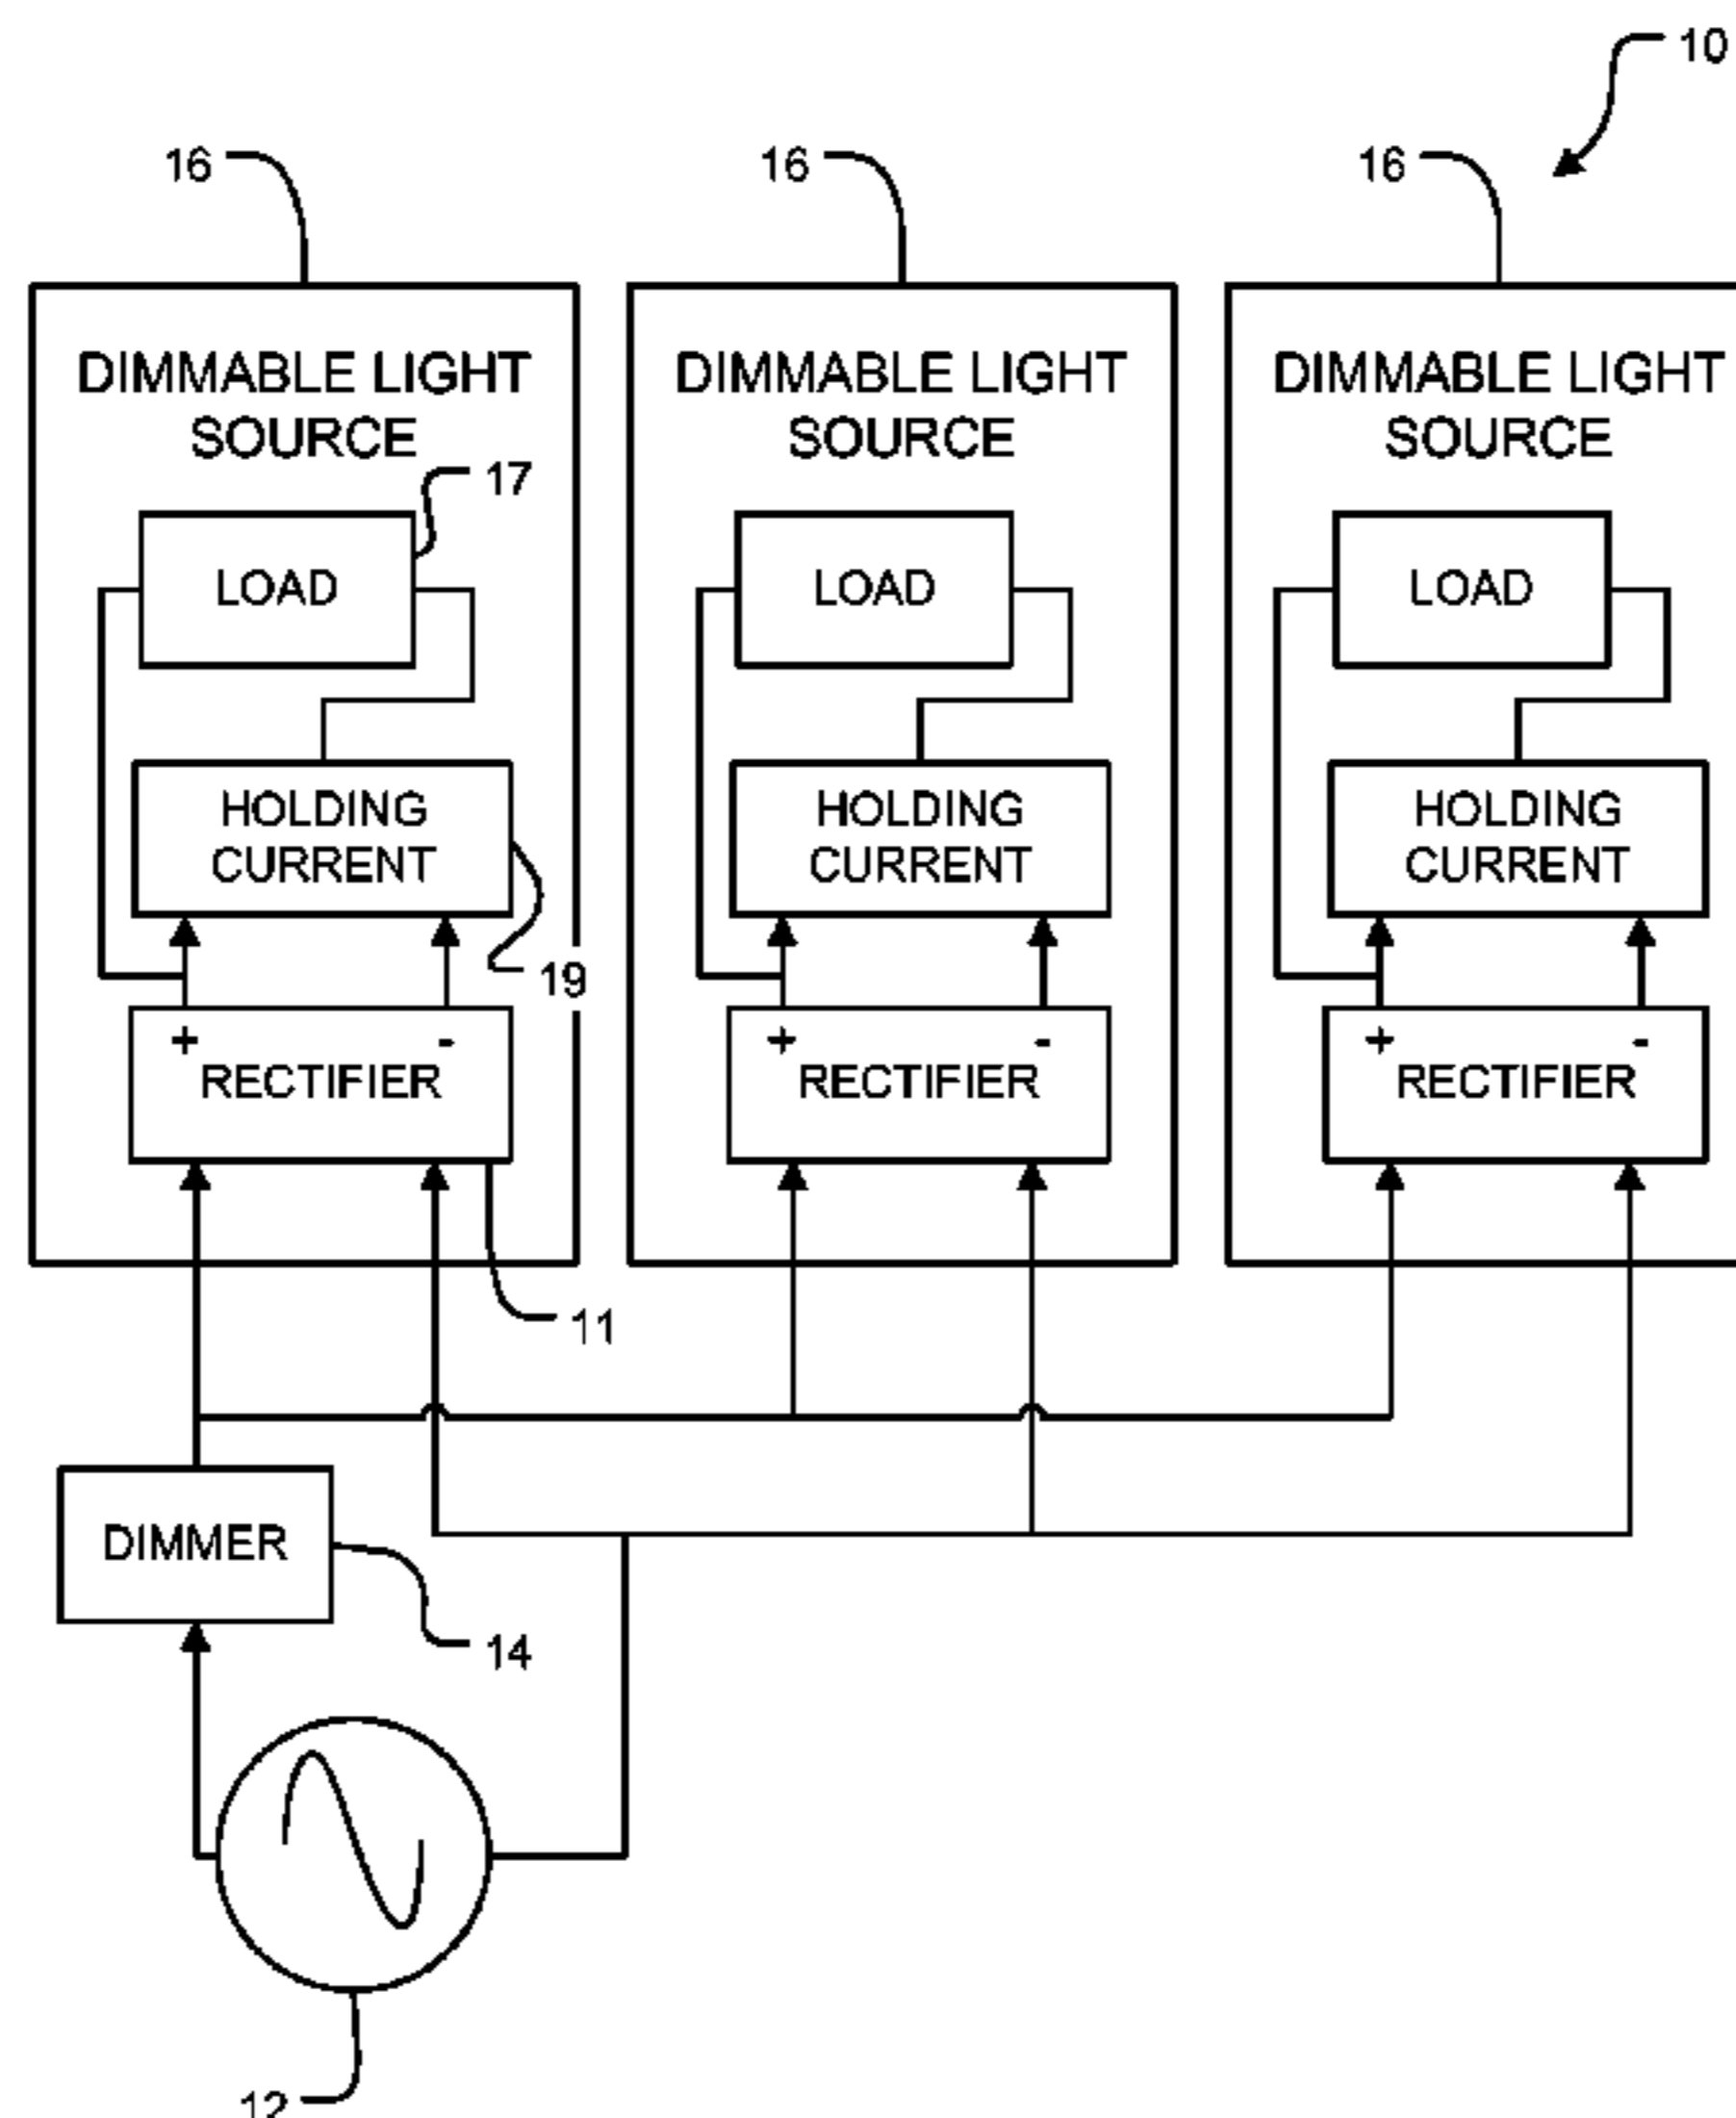 10
16
16
16
DIMMABLE LIGHT
SOURCE
DIMMABLE LIGHT
SOURCE
DIMMABLE LIGHT
SOURCE
17
LOAD
LOAD
LOAD
HOLDING
CURRENT
HOLDING
CURRENT
HOLDING
CURRENT
19
+ -
RECTIFIER
+ -
RECTIFIER
+ -
RECTIFIER
11
DIMMER
14
12